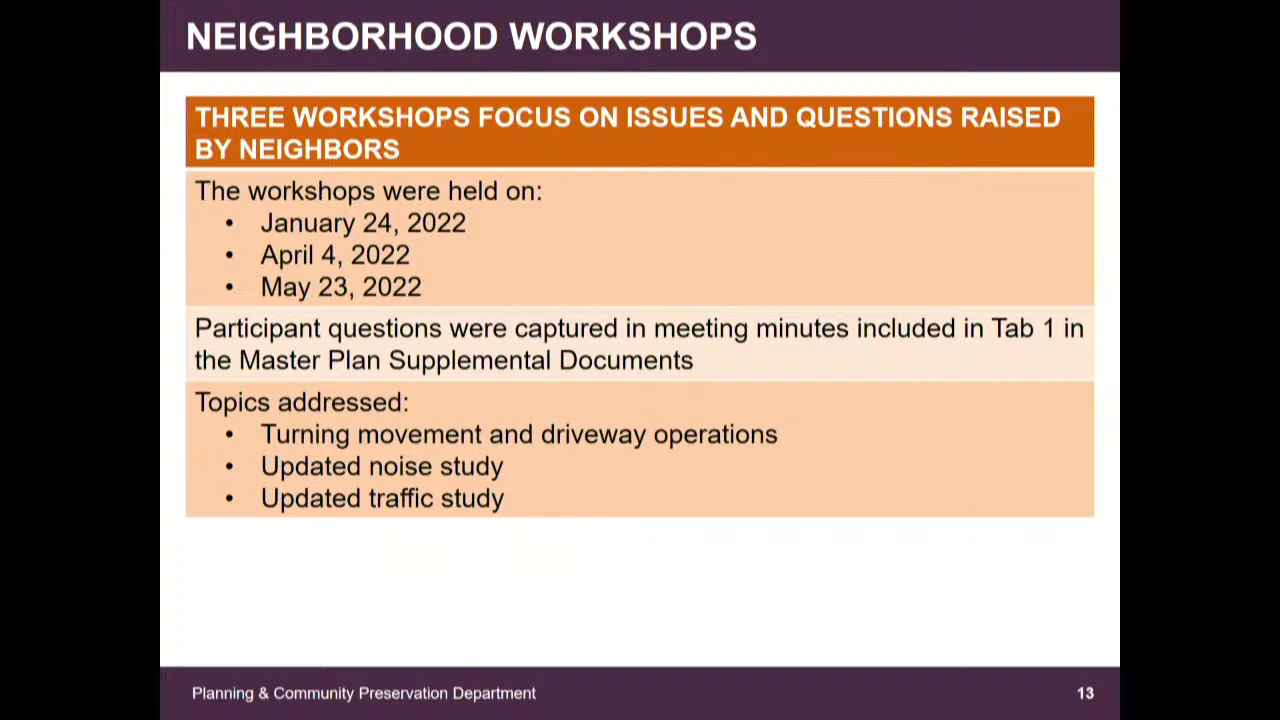 NEIGHBORHOOD WORKSHOPS
THREE WORKSHOPS FOCUS ON ISSUES AND QUESTIONS RAISED
BY NEIGHBORS
The workshops were held on:
• January 24, 2022
• April 4, 2022
• May 23, 2022
Participant questions were captured in meeting minutes included in Tab 1 in
the Master Plan Supplemental Documents
Topics addressed:
• Turning movement and driveway operations
• Updated noise study
• Updated traffic study
Planning & Community Preservation Department
13